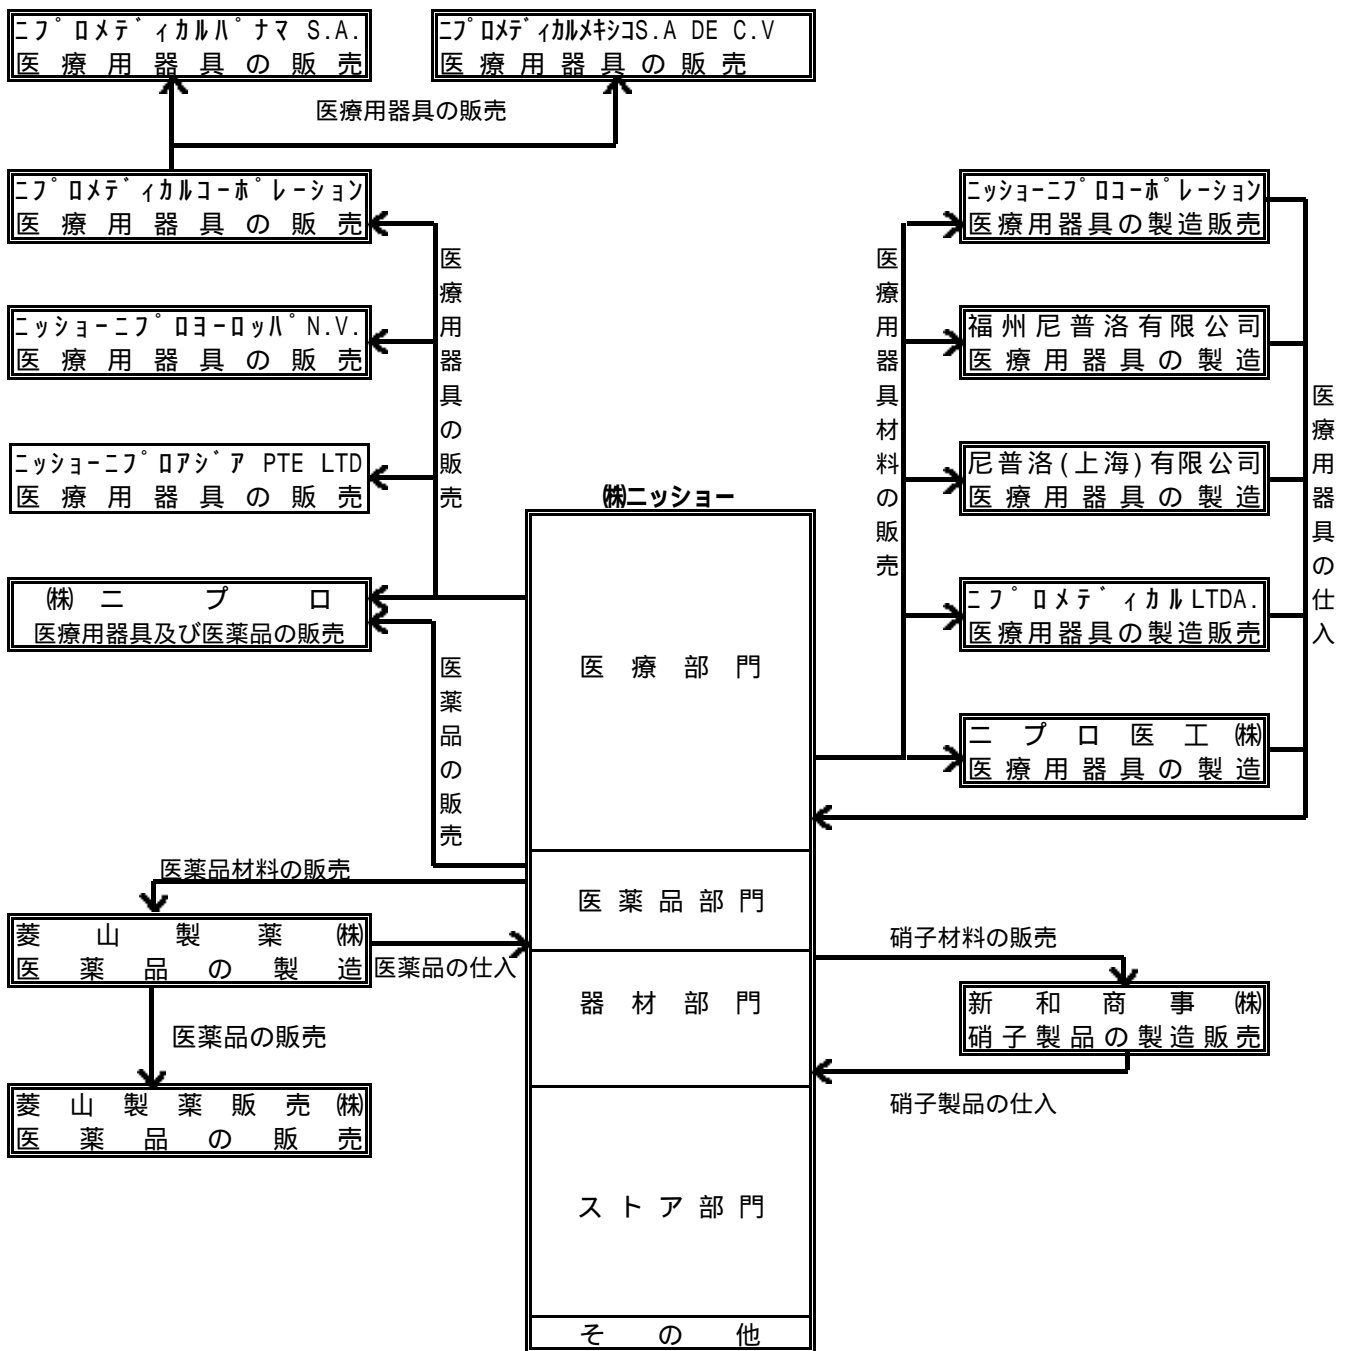 ニプロメディカルパナマ S.A.
医療用器具の販売
ニプロメディカルメキシコS.A DE C.V
医療用器具の販売
医療用器具の販売
ニプロメディカルコーポレーション
医療用器具の販売
ニッショーニプロヨーロッパN.V.
医療用器具の販売
ニッショーニプロアジア PTE LTD
医療用器具の販売
㈱ニプロ
医療用器具及び医薬品の販売
医療用器具の販売
医薬品の販売
医薬品材料の販売
菱山製薬㈱
医薬品の製造
医薬品の仕入
医薬品の販売
菱山製薬販売㈱
医薬品の販売
㈱ニッショー
医療部門
医薬品部門
器材部門
ストア部門
その他
医療用器具材料の販売
ニッショーニプロコーポレーション
医療用器具の製造販売
福州尼普洛有限公司
医療用器具の製造
尼普洛(上海)有限公司
医療用器具の製造
ニプロメディカルLTDA.
医療用器具の製造販売
ニプロ医工㈱
医療用器具の製造
医療用器具の仕入
硝子材料の販売
新和商事㈱
硝子製品の製造販売
硝子製品の仕入